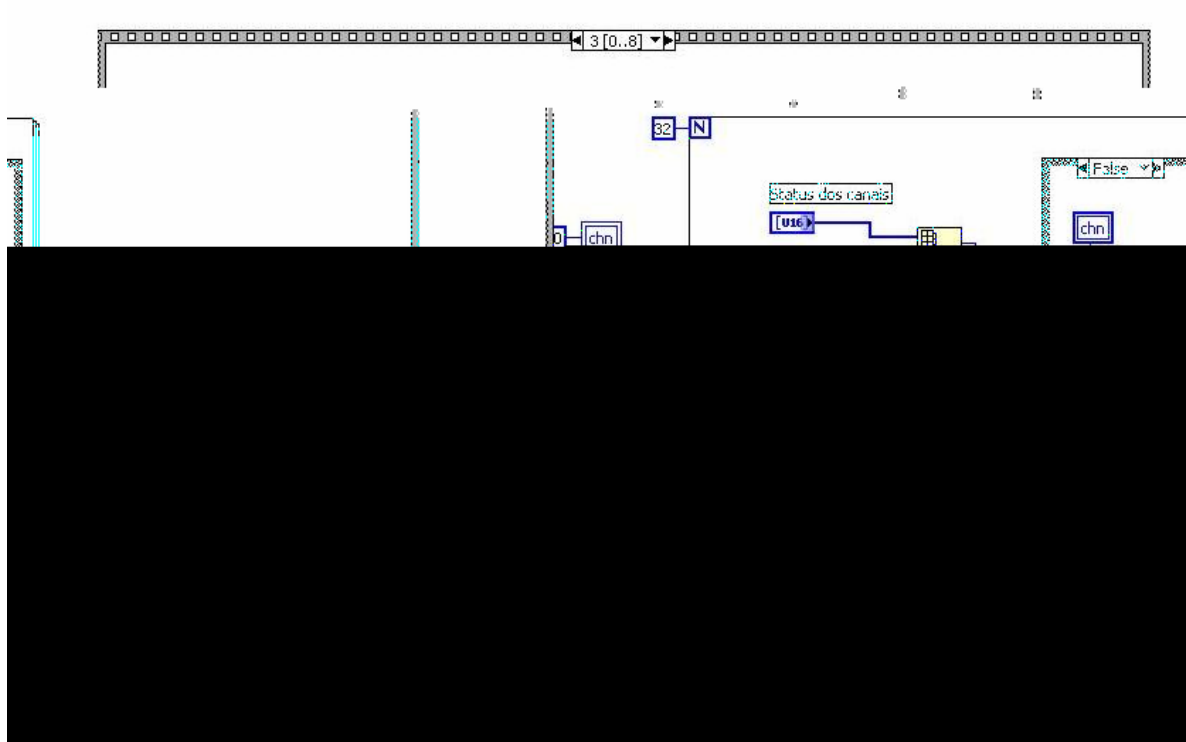 3 [0..8]
32 N
False
Status dos canais
[U16]
chn
0 chn